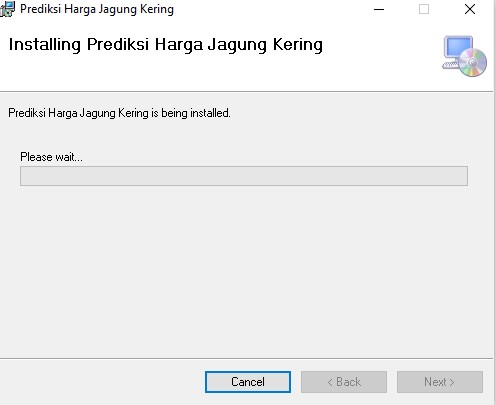 Prediksi Harga Jagung Kering
Installing Prediksi Harga Jagung Kering
Prediksi Harga Jagung Kering is being installed.
Please wait...
Cancel
< Back
Next >